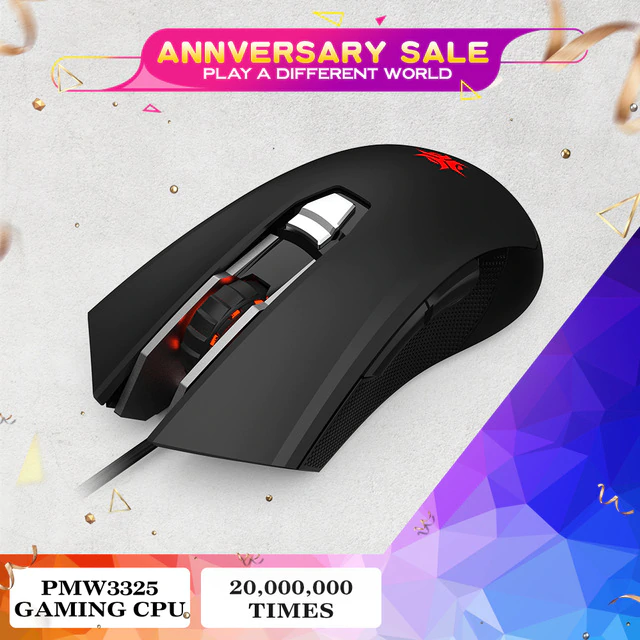 ANNVERSARY SALE
PLAY A DIFFERENT WORLD
PMW3325
GAMING CPU
20,000,000
TIMES